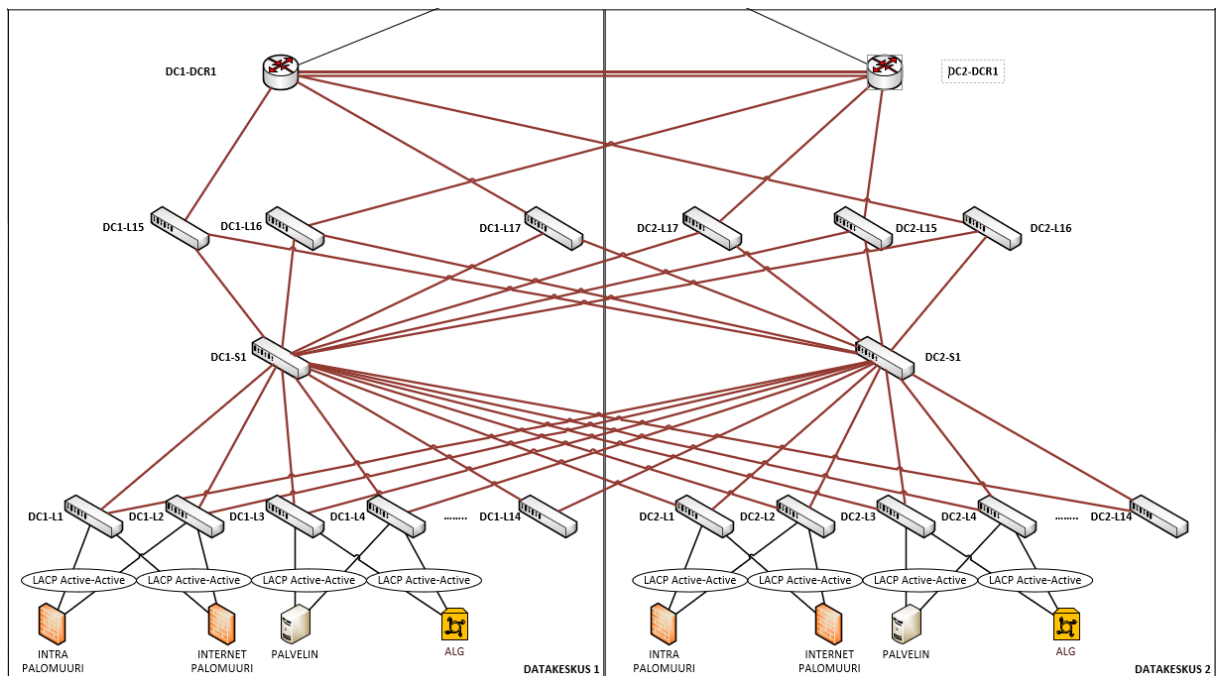 DC1-DCR1
DC2-DCR1
DC1-L15
DC1-L16
DC1-L17
DC2-L17
DC2-L15
DC2-L16
DC1-S1
DC2-S1
DC1-L1
DC1-L2
DC1-L3
DC1-L4
........
DC1-L14
DC2-L1
DC2-L2
DC2-L3
DC2-L4
........
DC2-L14
LACP Active-Active
LACP Active-Active
LACP Active-Active
LACP Active-Active
LACP Active-Active
LACP Active-Active
LACP Active-Active
LACP Active-Active
INTRA
PALOMUURI
INTERNET
PALOMUURI
PALVELIN
ALG
DATAKESKUS 1
INTRA
PALOMUURI
INTERNET
PALOMUURI
PALVELIN
ALG
DATAKESKUS 2